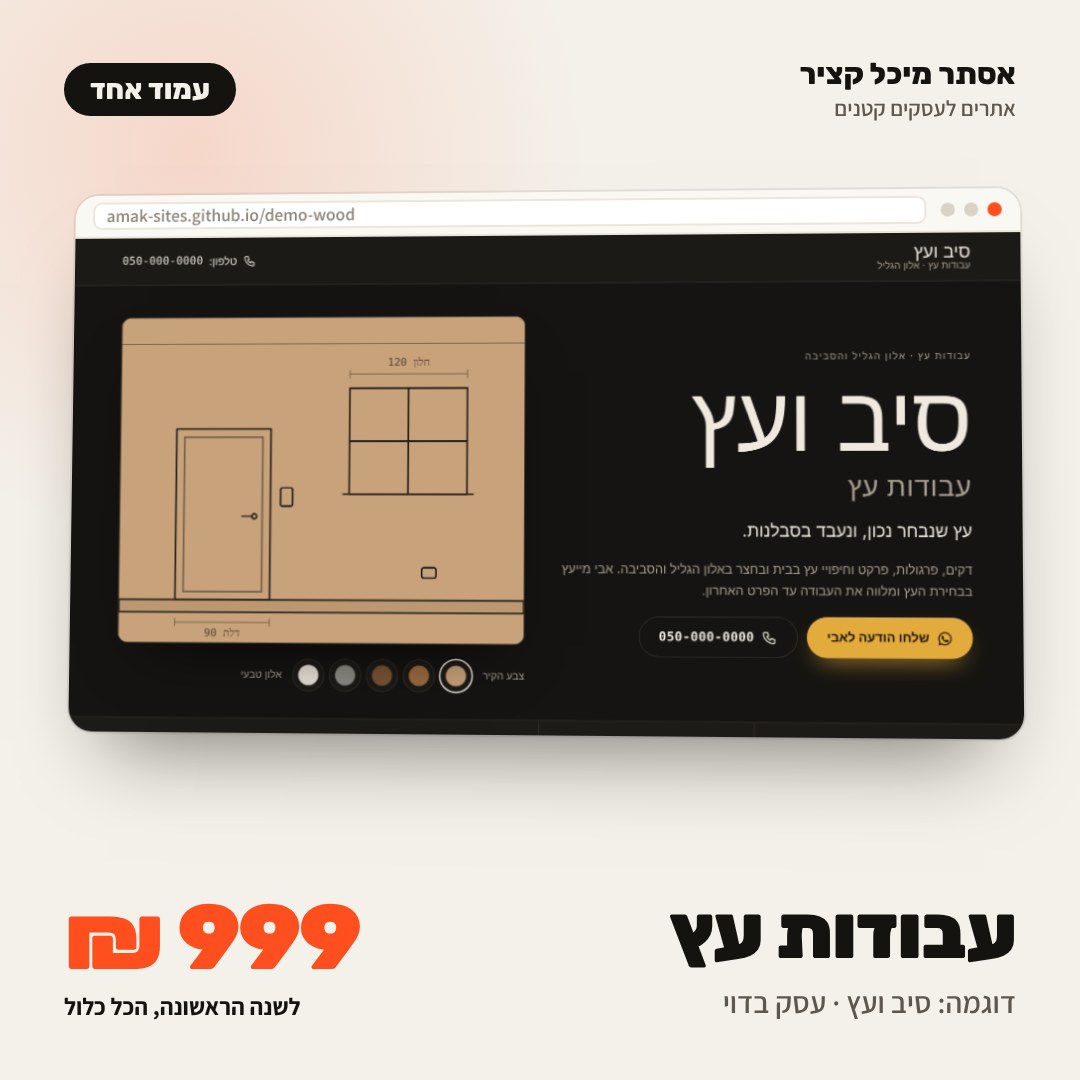 אסתר מיכל קציר
אתרים לעסקים קטנים
עמוד אחד
amak-sites.github.io/demo-wood
סיב ועץ
עבודות עץ · אלון הגליל
טלפון: 050-000-0000
עבודות עץ · אלון הגליל והסביבה
סיב ועץ
עבודות עץ
עץ שנבחר נכון, ונעבד בסבלנות.
דקים, פרגולות, פרקט וחיפויי עץ בבית ובחצר באלון הגליל והסביבה. אבי מייעץ
בבחירת העץ ומלווה את העבודה עד הפרט האחרון.
שלחו הודעה לאבי
050-000-0000
חלון 120
דלת 90
צבע הקיר
אלון טבעי
עבודות עץ
דוגמה: סיב ועץ · עסק בדוי
999 ₪
לשנה הראשונה, הכל כלול